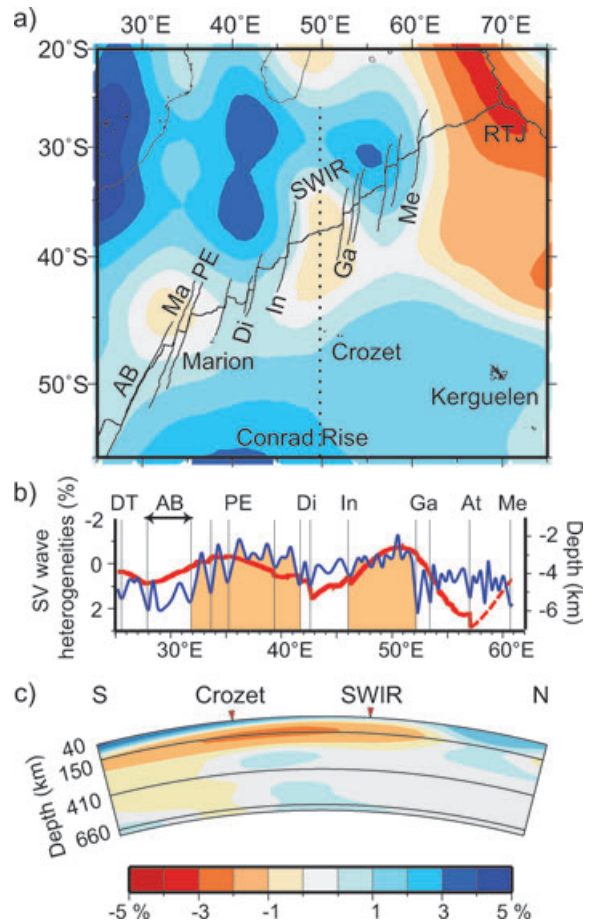 a)
30°E 40°E 50°E 60°E 70°E
20°S
30°S
40°S
50°S
RTJ
SWIR
Me
Ga
In
Di
PE
Ma
AB
Marion
Crozet
Kerguelen
Conrad Rise
b)
DT AB PE Di In Ga At Me
SV wave
heterogeneities (%)
-2
0
2
-2
-4
-6
Depth
(km)
30°E 40°E 50°E 60°E
c)
S Crozet SWIR N
40
150
410
660
Depth (km)
-5 % -3 -1 1 3 5 %